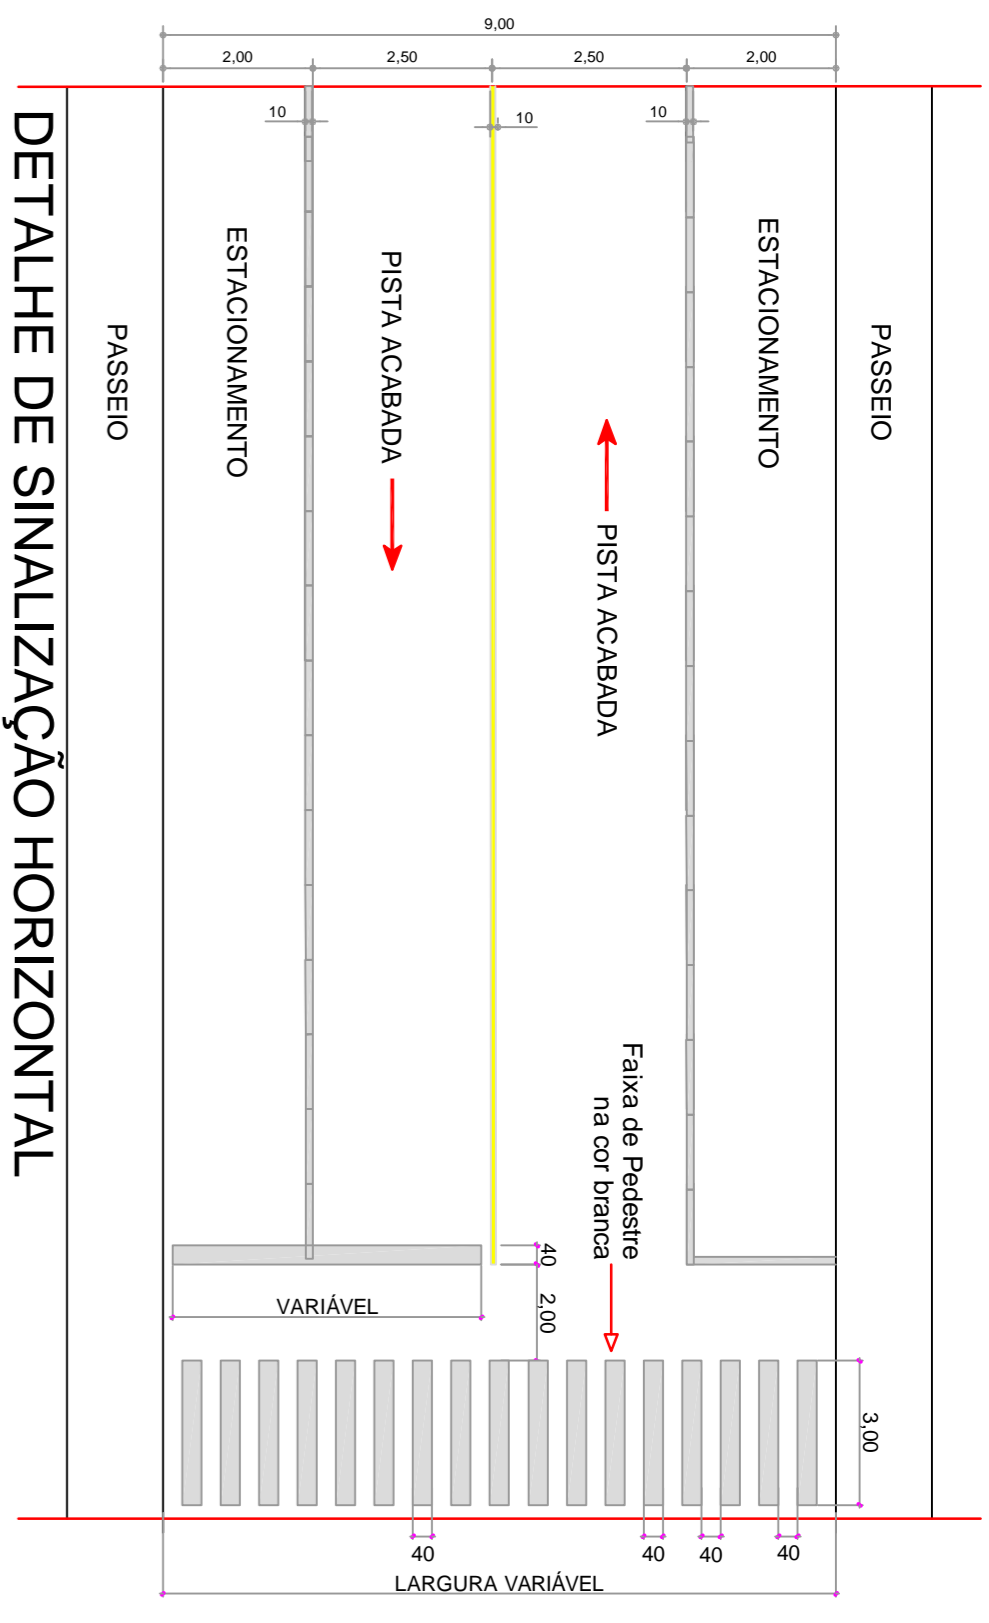 9,00
2,00
2,50
2,50
2,00
10
10
10
DETALHE DE SINALIZAÇÃO HORIZONTAL
PASSEIO
ESTACIONAMENTO
PISTA ACABADA
PISTA ACABADA
ESTACIONAMENTO
PASSEIO
Faixa de Pedestre
na cor branca
40
2,00
VARIÁVEL
3,00
40
40
40
40
LARGURA VARIÁVEL